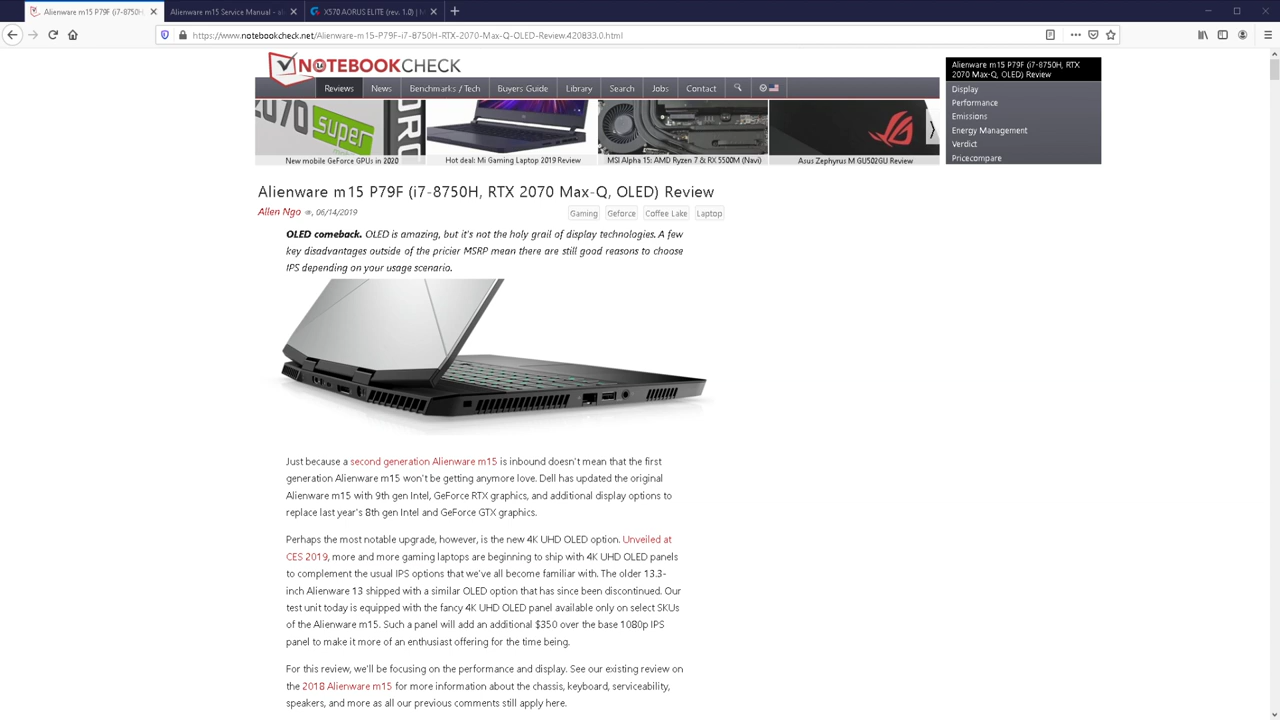 Alienware m15 P79F (i7-8750H,
Alienware m15 Service Manual - al
X570 AORUS ELITE (rev. 1.0) | M
https://www.notebookcheck.net/Alienware-m15-P79F-i7-8750H-RTX-2070-Max-Q-OLED-Review.420833.0.html
NOTEBOOKCHECK
Reviews News Benchmarks / Tech Buyers Guide Library Search Jobs Contact
2070 super
New mobile GeForce GPUs in 2020
Hot deal: Mi Gaming Laptop 2019 Review
MSI Alpha 15: AMD Ryzen 7 & RX 5500M (Navi)
Asus Zephyrus M GU502GU Review
Alienware m15 P79F (i7-8750H, RTX
2070 Max-Q, OLED) Review
Display
Performance
Emissions
Energy Management
Verdict
Pricecompare
Alienware m15 P79F (i7-8750H, RTX 2070 Max-Q, OLED) Review
Allen Ngo , 06/14/2019
Gaming Geforce Coffee Lake Laptop
OLED comeback. OLED is amazing, but it's not the holy grail of display technologies. A few
key disadvantages outside of the pricier MSRP mean there are still good reasons to choose
IPS depending on your usage scenario.
Just because a second generation Alienware m15 is inbound doesn't mean that the first
generation Alienware m15 won't be getting anymore love. Dell has updated the original
Alienware m15 with 9th gen Intel, GeForce RTX graphics, and additional display options to
replace last year's 8th gen Intel and GeForce GTX graphics.
Perhaps the most notable upgrade, however, is the new 4K UHD OLED option. Unveiled at
CES 2019, more and more gaming laptops are beginning to ship with 4K UHD OLED panels
to complement the usual IPS options that we've all become familiar with. The older 13.3-
inch Alienware 13 shipped with a similar OLED option that has since been discontinued. Our
test unit today is equipped with the fancy 4K UHD OLED panel available only on select SKUs
of the Alienware m15. Such a panel will add an additional $350 over the base 1080p IPS
panel to make it more of an enthusiast offering for the time being.
For this review, we'll be focusing on the performance and display. See our existing review on
the 2018 Alienware m15 for more information about the chassis, keyboard, serviceability,
speakers, and more as all our previous comments still apply here.